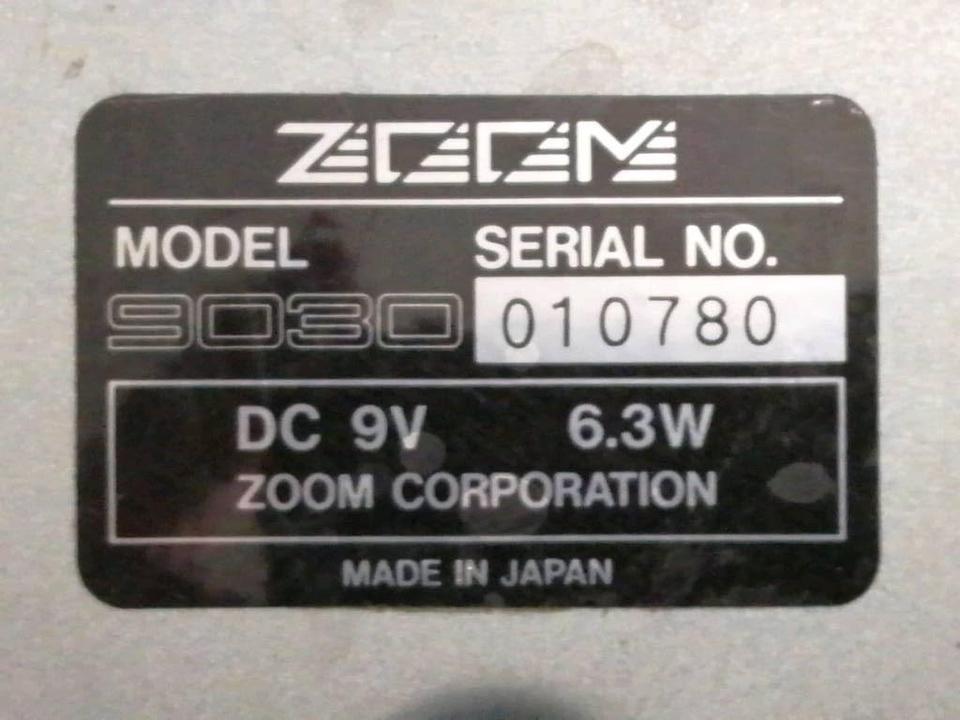 ZOOM
MODEL SERIAL NO.
9030 010780
DC 9V 6.3W
ZOOM CORPORATION
MADE IN JAPAN